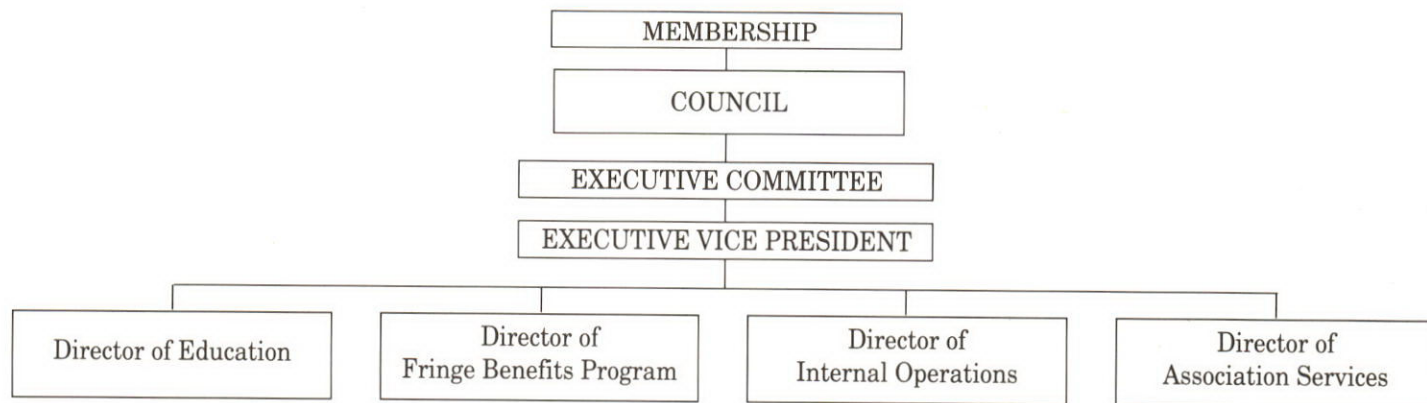 MEMBERSHIP
COUNCIL
EXECUTIVE COMMITTEE
EXECUTIVE VICE PRESIDENT
Director of Education
Director of
Fringe Benefits Program
Director of
Internal Operations
Director of
Association Services